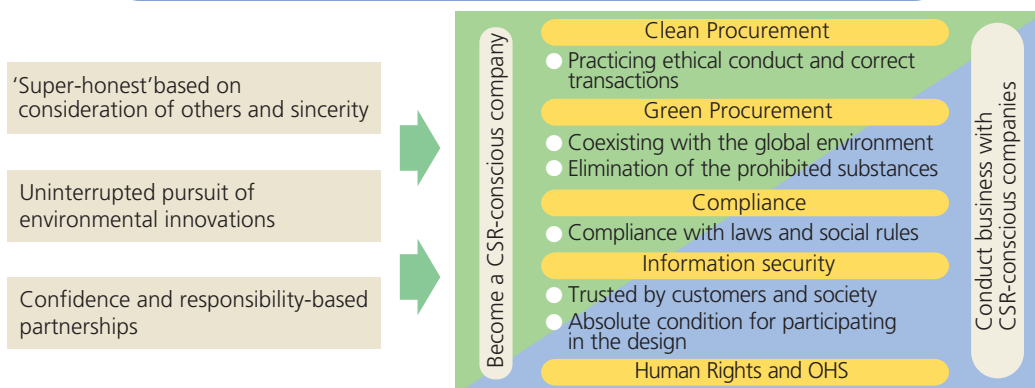 'Super-honest'based on
consideration of others and sincerity
Uninterrupted pursuit of
environmental innovations
Confidence and responsibility-based
partnerships
Become a CSR-conscious company
Clean Procurement
Practicing ethical conduct and correct
transactions
Green Procurement
Coexisting with the global environment
Elimination of the prohibited substances
Compliance
Compliance with laws and social rules
Information security
Trusted by customers and society
Absolute condition for participating
in the design
Human Rights and OHS
Conduct business with
CSR-conscious companies